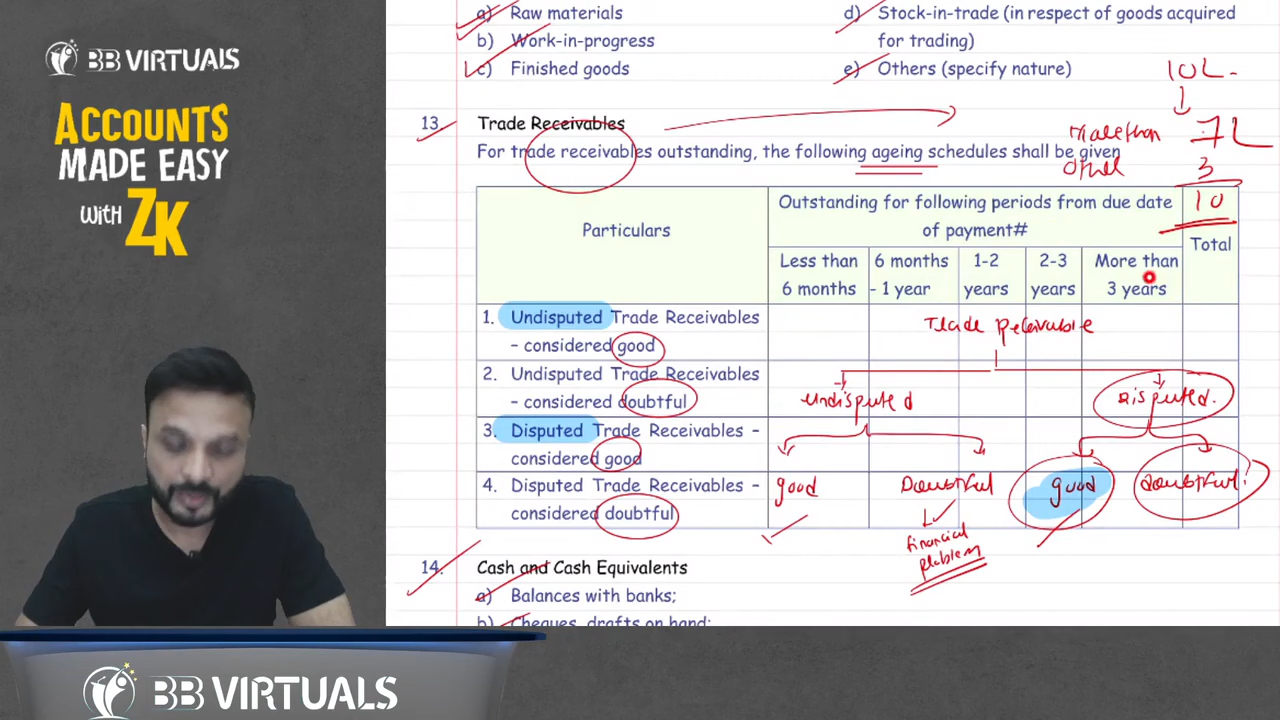 BB VIRTUALS
ACCOUNTS
MADE EASY
WITH
ZK
a) Raw materials
b) Work-in-progress
c) Finished goods
d) Stock-in-trade (in respect of goods acquired
for trading)
e) Others (specify nature)
10L.
13. Trade Receivables
For trade receivables outstanding, the following ageing schedules shall be given
7L
3
10
Particulars
Outstanding for following periods from due date
of payment#
Total
Less than
6 months
6 months
- 1 year
1-2
years
2-3
years
More than
3 years
1. Undisputed Trade Receivables
– considered good
2. Undisputed Trade Receivables
– considered doubtful
3. Disputed Trade Receivables –
considered good
4. Disputed Trade Receivables –
considered doubtful
Trade Receivable
undisputed
Disputed.
good
Doubtful
good
Doubtful?
financial
problem
14. Cash and Cash Equivalents
a) Balances with banks;
b) Cheques, drafts on hand;
BB VIRTUALS
BB VIRTUALS